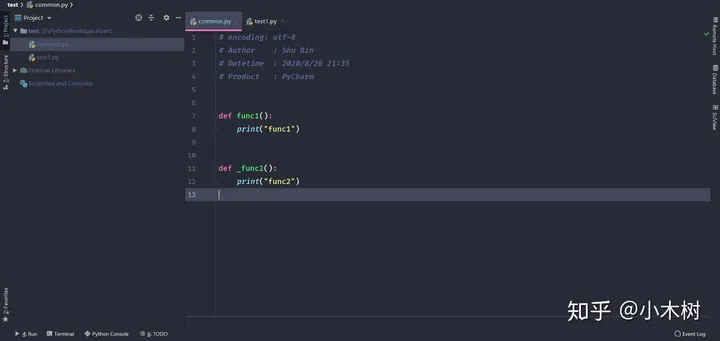 test > common.py >
Project
common.py
test1.py
test D:\PythonWorkspace\test
common.py
test1.py
External Libraries
Scratches and Consoles
1 # encoding: utf-8
2 # Author : Shu Bin
3 # Datetime : 2020/8/26 21:35
4 # Product : PyCharm
5
6
7 def func1():
8 print("func1")
9
10
11 def _func2():
12 print("func2")
13
1: Project
7: Structure
2: Favorites
Remote Host
Database
SciView
知乎 @小木树
4: Run
Terminal
Python Console
6: TODO
Event Log